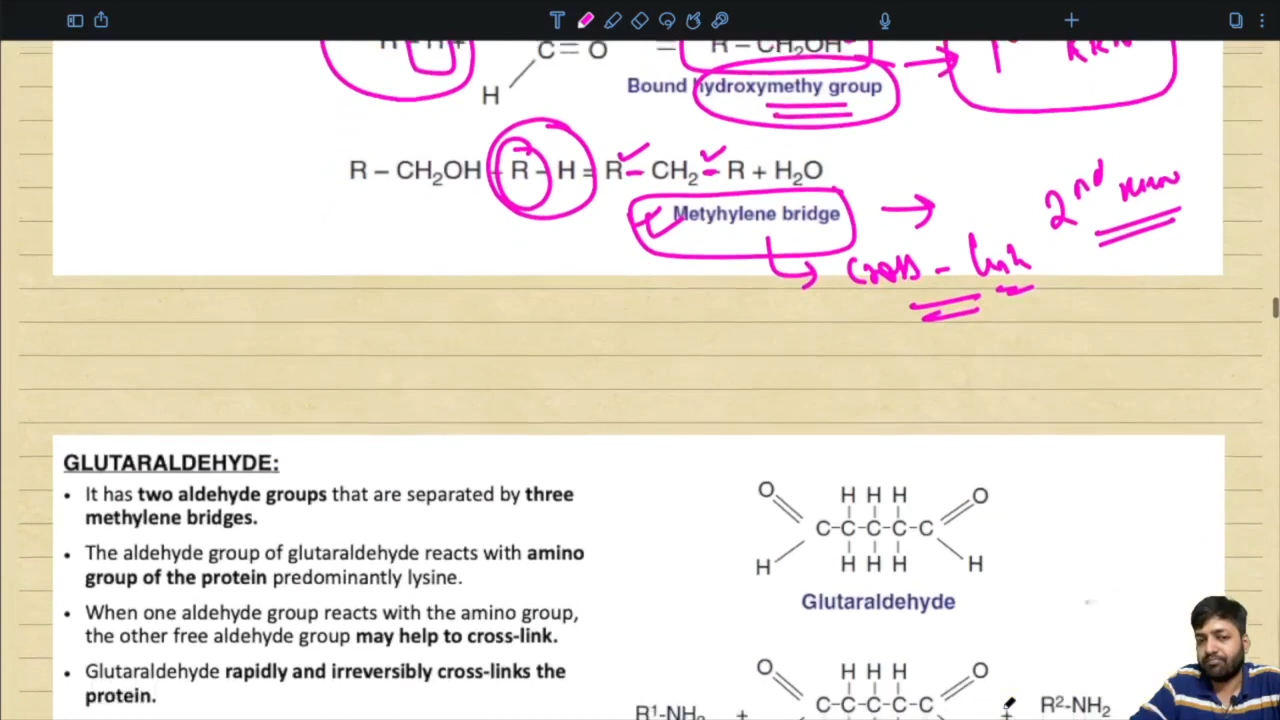 C = O
=
R – CH2OH
H
Bound hydroxymethy group
R – CH2OH + R – H = R – CH2 – R + H2O
Metyhylene bridge
2nd
Cross - link
GLUTARALDEHYDE:
• It has two aldehyde groups that are separated by three
methylene bridges.
• The aldehyde group of glutaraldehyde reacts with amino
group of the protein predominantly lysine.
• When one aldehyde group reacts with the amino group,
the other free aldehyde group may help to cross-link.
• Glutaraldehyde rapidly and irreversibly cross-links the
protein.
O H H H O
C-C-C-C-C
H H H H H
Glutaraldehyde
O H H H O
R1-NH2 + C-C-C-C-C + R2-NH2